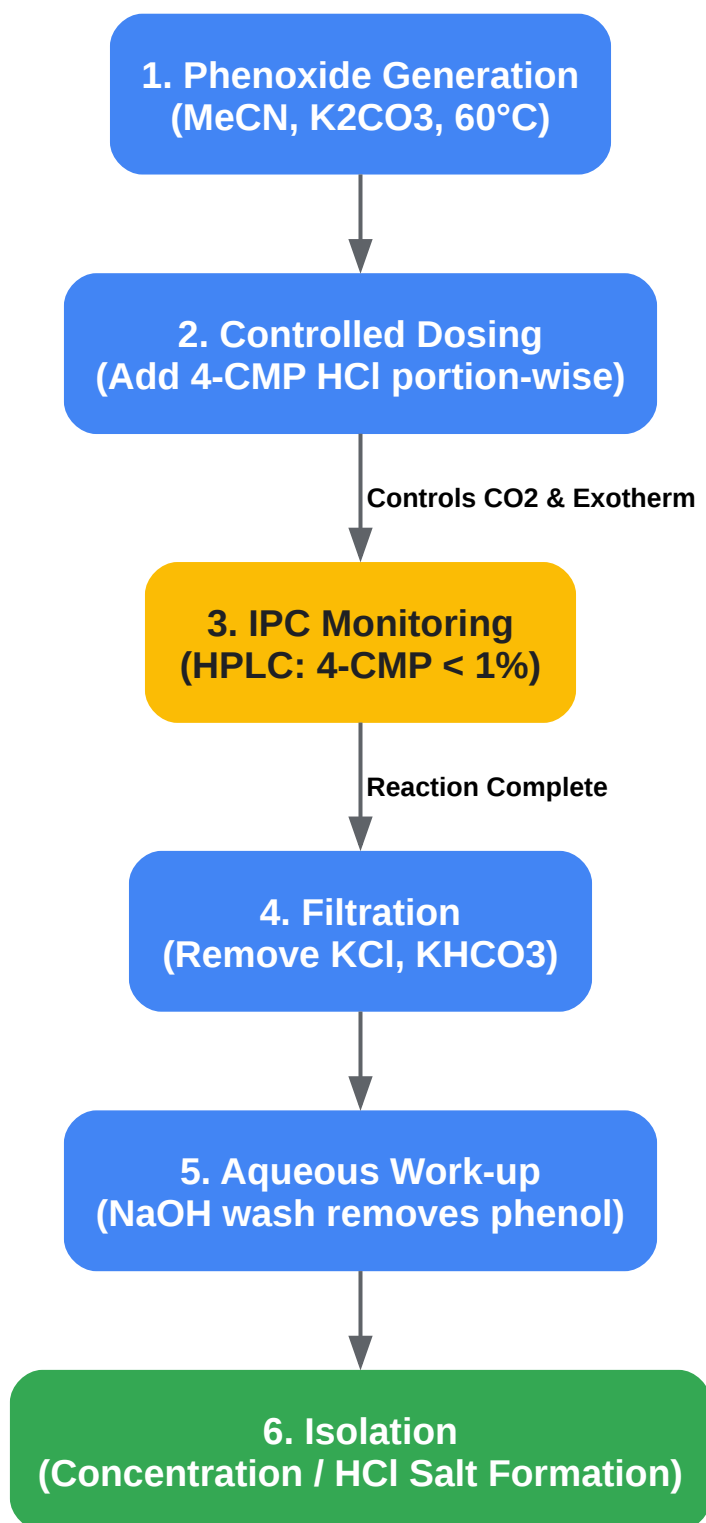 1. Phenoxide Generation
(MeCN, K2CO3, 60°C)
2. Controlled Dosing
(Add 4-CMP HCl portion-wise)
Controls CO2 & Exotherm
3. IPC Monitoring
(HPLC: 4-CMP < 1%)
Reaction Complete
4. Filtration
(Remove KCl, KHCO3)
5. Aqueous Work-up
(NaOH wash removes phenol)
6. Isolation
(Concentration / HCl Salt Formation)